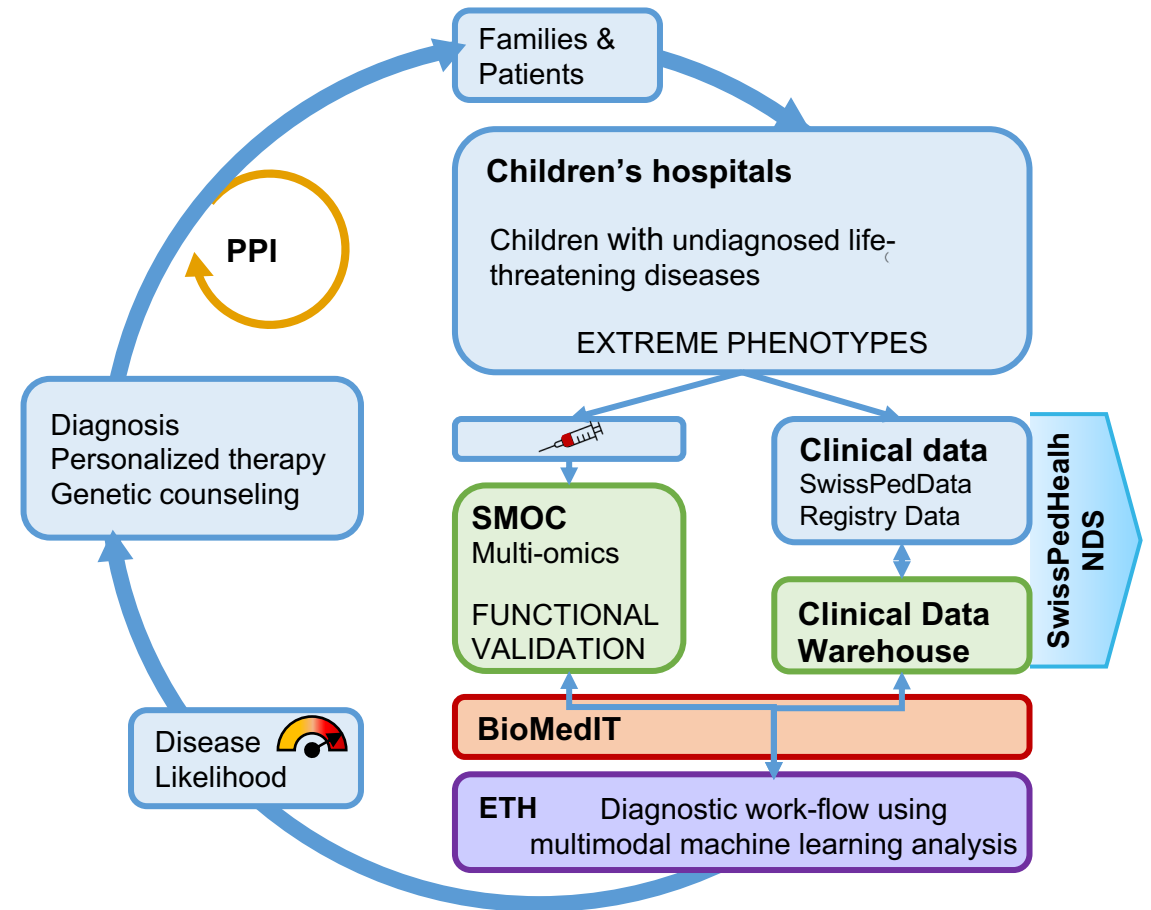 Families &
Patients
Children's hospitals
Children with undiagnosed life-
threatening diseases
EXTREME PHENOTYPES
PPI
Diagnosis
Personalized therapy
Genetic counseling
Clinical data
SwissPedData
Registry Data
SwissPedHealh
NDS
SMOC
Multi-omics
FUNCTIONAL
VALIDATION
Clinical Data
Warehouse
BioMedIT
Disease
Likelihood
ETH Diagnostic work-flow using
multimodal machine learning analysis